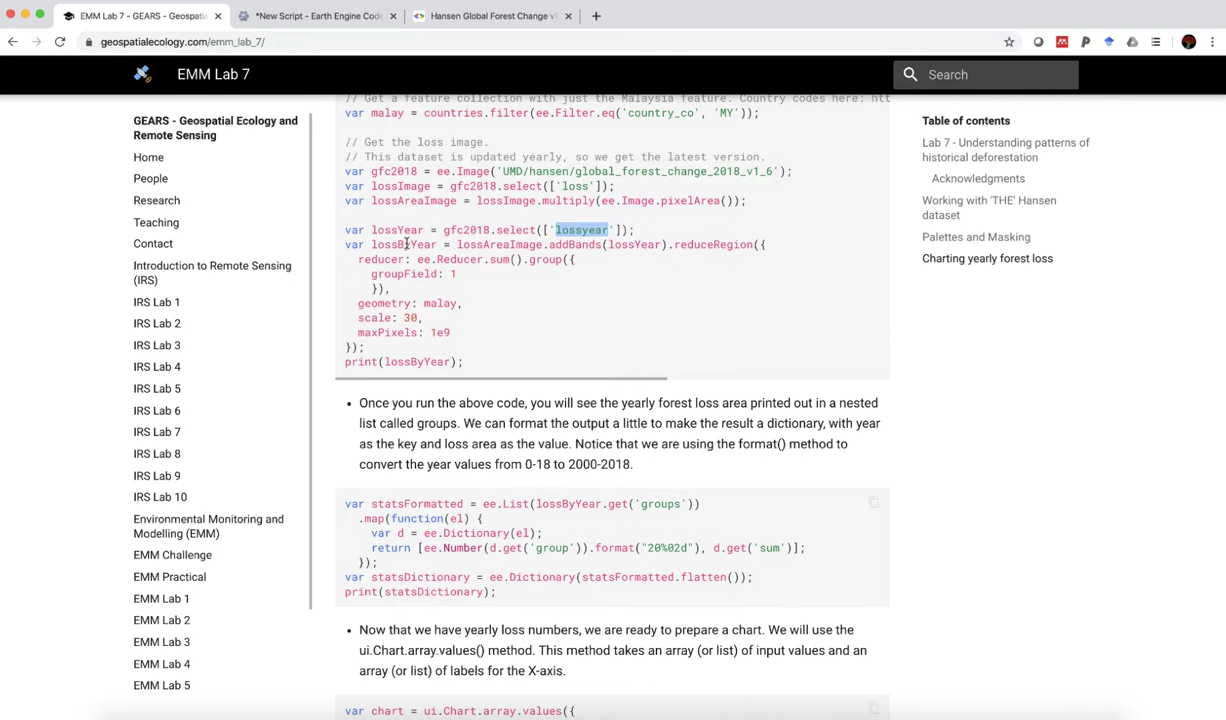 EMM Lab 7 - GEARS - Geospatial
*New Script - Earth Engine Code
Hansen Global Forest Change v1
geospatialecology.com/emm_lab_7/
EMM Lab 7
Search
GEARS - Geospatial Ecology and
Remote Sensing
Home
People
Research
Teaching
Contact
Introduction to Remote Sensing
(IRS)
IRS Lab 1
IRS Lab 2
IRS Lab 3
IRS Lab 4
IRS Lab 5
IRS Lab 6
IRS Lab 7
IRS Lab 8
IRS Lab 9
IRS Lab 10
Environmental Monitoring and
Modelling (EMM)
EMM Challenge
EMM Practical
EMM Lab 1
EMM Lab 2
EMM Lab 3
EMM Lab 4
EMM Lab 5
// Get a feature collection with just the Malaysia feature. Country codes here: htt
var malay = countries.filter(ee.Filter.eq('country_co', 'MY'));
// Get the loss image.
// This dataset is updated yearly, so we get the latest version.
var gfc2018 = ee.Image('UMD/hansen/global_forest_change_2018_v1_6');
var lossImage = gfc2018.select(['loss']);
var lossAreaImage = lossImage.multiply(ee.Image.pixelArea());
var lossYear = gfc2018.select(['lossyear']);
var lossByYear = lossAreaImage.addBands(lossYear).reduceRegion({
reducer: ee.Reducer.sum().group({
groupField: 1
}),
geometry: malay,
scale: 30,
maxPixels: 1e9
});
print(lossByYear);
• Once you run the above code, you will see the yearly forest loss area printed out in a nested
list called groups. We can format the output a little to make the result a dictionary, with year
as the key and loss area as the value. Notice that we are using the format() method to
convert the year values from 0-18 to 2000-2018.
var statsFormatted = ee.List(lossByYear.get('groups'))
.map(function(el) {
var d = ee.Dictionary(el);
return [ee.Number(d.get('group')).format("20%02d"), d.get('sum')];
});
var statsDictionary = ee.Dictionary(statsFormatted.flatten());
print(statsDictionary);
• Now that we have yearly loss numbers, we are ready to prepare a chart. We will use the
ui.Chart.array.values() method. This method takes an array (or list) of input values and an
array (or list) of labels for the X-axis.
var chart = ui.Chart.array.values({
Table of contents
Lab 7 - Understanding patterns of
historical deforestation
Acknowledgments
Working with 'THE' Hansen
dataset
Palettes and Masking
Charting yearly forest loss